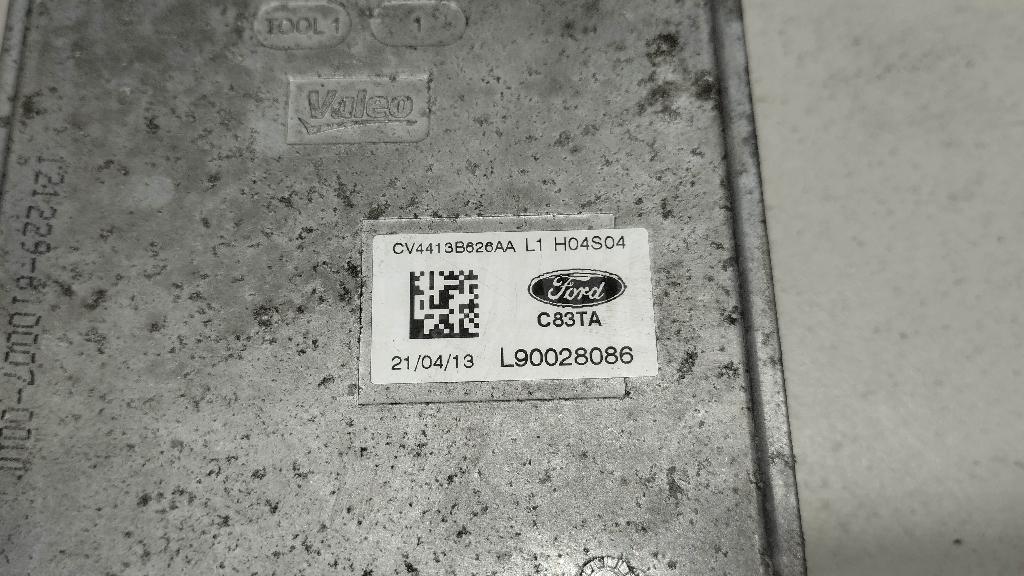 TOOL 1
1
Valeo
CV4413B626AA L1 H04S04
Ford
C83TA
21/04/13 L90028086